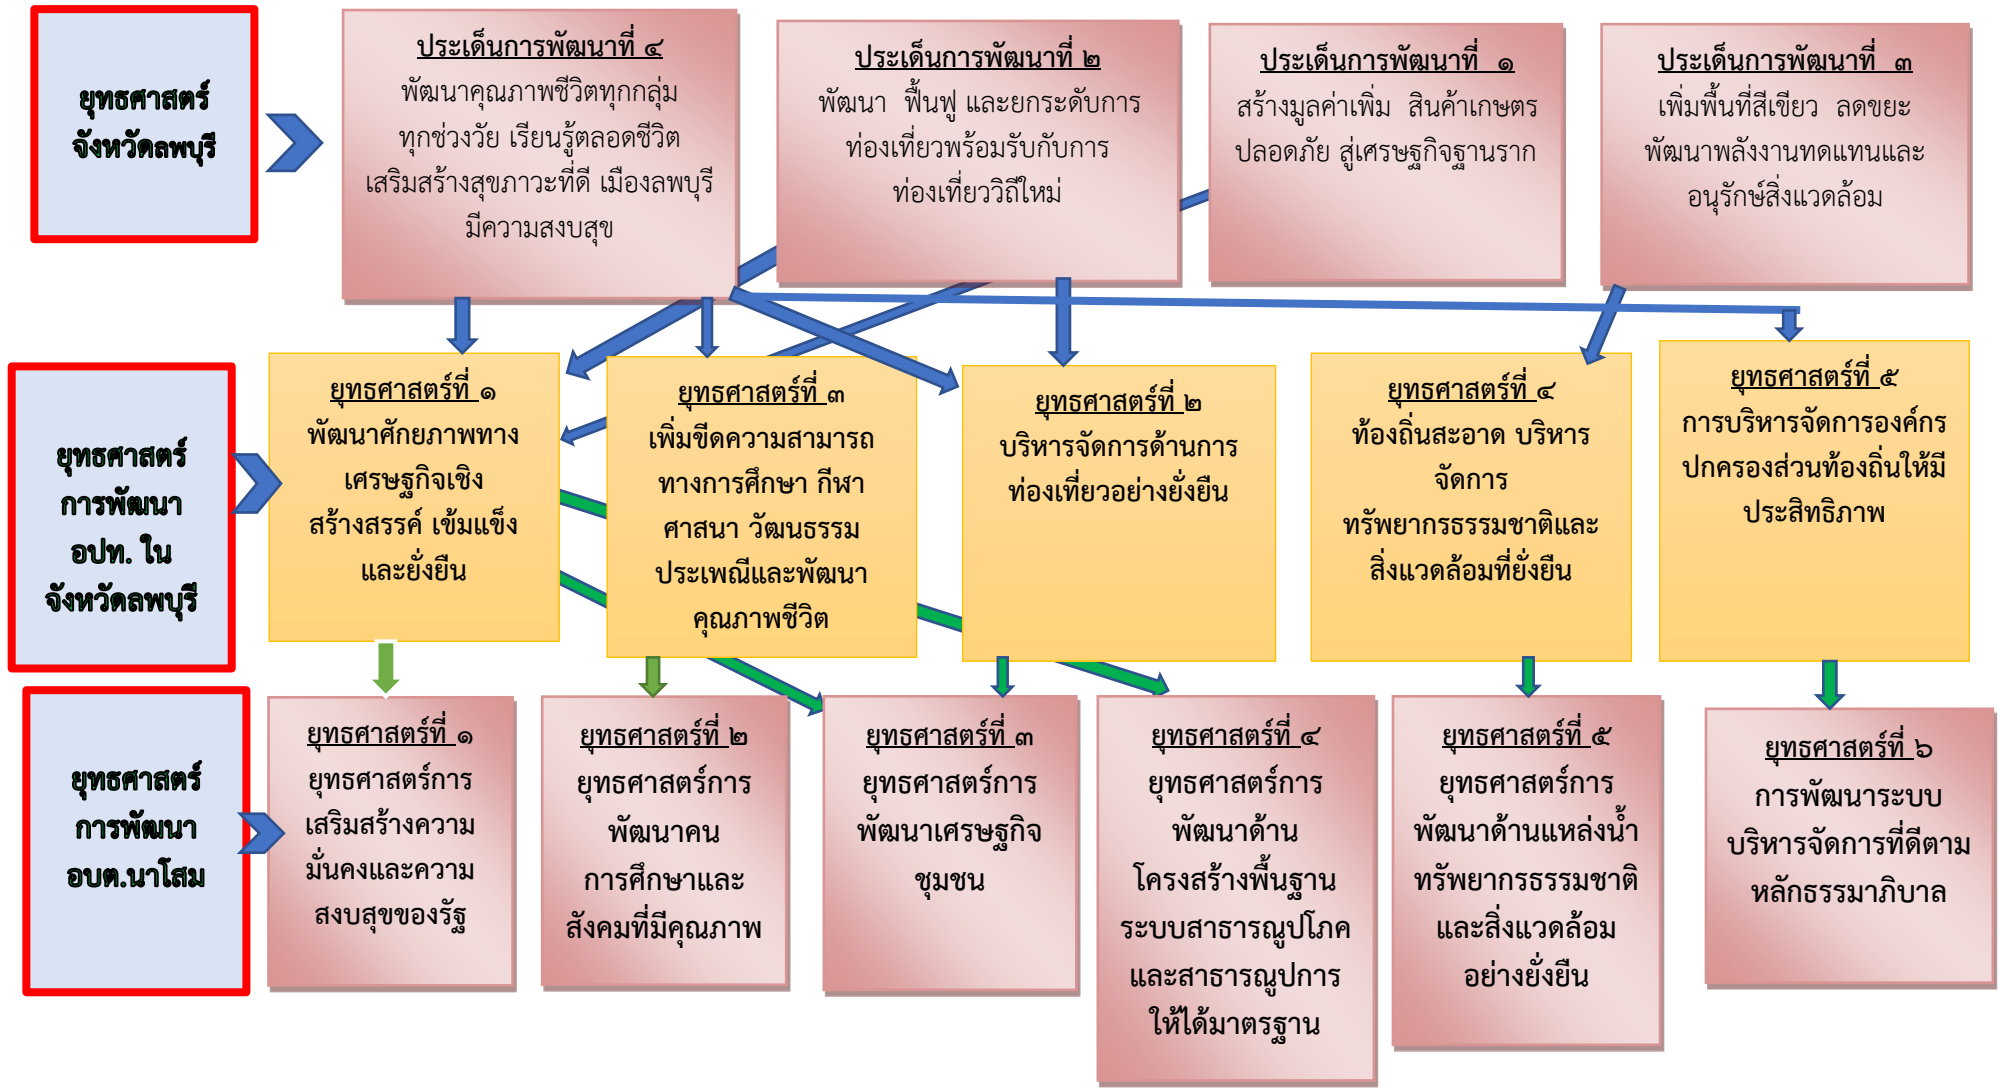 ยุทธศาสตร์
จังหวัดลพบุรี
ประเด็นการพัฒนาที่ ๔
พัฒนาคุณภาพชีวิตทุกกลุ่ม
ทุกช่วงวัย เรียนรู้ตลอดชีวิต
เสริมสร้างสุขภาวะที่ดี เมืองลพบุรี
มีความสงบสุข
ประเด็นการพัฒนาที่ ๒
พัฒนา ฟื้นฟู และยกระดับการ
ท่องเที่ยวพร้อมรับกับการ
ท่องเที่ยววิถีใหม่
ประเด็นการพัฒนาที่ ๑
สร้างมูลค่าเพิ่ม สินค้าเกษตร
ปลอดภัย สู่เศรษฐกิจฐานราก
ประเด็นการพัฒนาที่ ๓
เพิ่มพื้นที่สีเขียว ลดขยะ
พัฒนาพลังงานทดแทนและ
อนุรักษ์สิ่งแวดล้อม
ยุทธศาสตร์
การพัฒนา
อปท. ใน
จังหวัดลพบุรี
ยุทธศาสตร์ที่ ๑
พัฒนาศักยภาพทาง
เศรษฐกิจเชิง
สร้างสรรค์ เข้มแข็ง
และยั่งยืน
ยุทธศาสตร์ที่ ๓
เพิ่มขีดความสามารถ
ทางการศึกษา กีฬา
ศาสนา วัฒนธรรม
ประเพณีและพัฒนา
คุณภาพชีวิต
ยุทธศาสตร์ที่ ๒
บริหารจัดการด้านการ
ท่องเที่ยวอย่างยั่งยืน
ยุทธศาสตร์ที่ ๔
ท้องถิ่นสะอาด บริหาร
จัดการ
ทรัพยากรธรรมชาติและ
สิ่งแวดล้อมที่ยั่งยืน
ยุทธศาสตร์ที่ ๕
การบริหารจัดการองค์กร
ปกครองส่วนท้องถิ่นให้มี
ประสิทธิภาพ
ยุทธศาสตร์
การพัฒนา
อบต.นาโสม
ยุทธศาสตร์ที่ ๑
ยุทธศาสตร์การ
เสริมสร้างความ
มั่นคงและความ
สงบสุขของรัฐ
ยุทธศาสตร์ที่ ๒
ยุทธศาสตร์การ
พัฒนาคน
การศึกษาและ
สังคมที่มีคุณภาพ
ยุทธศาสตร์ที่ ๓
ยุทธศาสตร์การ
พัฒนาเศรษฐกิจ
ชุมชน
ยุทธศาสตร์ที่ ๔
ยุทธศาสตร์การ
พัฒนาด้าน
โครงสร้างพื้นฐาน
ระบบสาธารณูปโภค
และสาธารณูปการ
ให้ได้มาตรฐาน
ยุทธศาสตร์ที่ ๕
ยุทธศาสตร์การ
พัฒนาด้านแหล่งน้ำ
ทรัพยากรธรรมชาติ
และสิ่งแวดล้อม
อย่างยั่งยืน
ยุทธศาสตร์ที่ ๖
การพัฒนาระบบ
บริหารจัดการที่ดีตาม
หลักธรรมาภิบาล